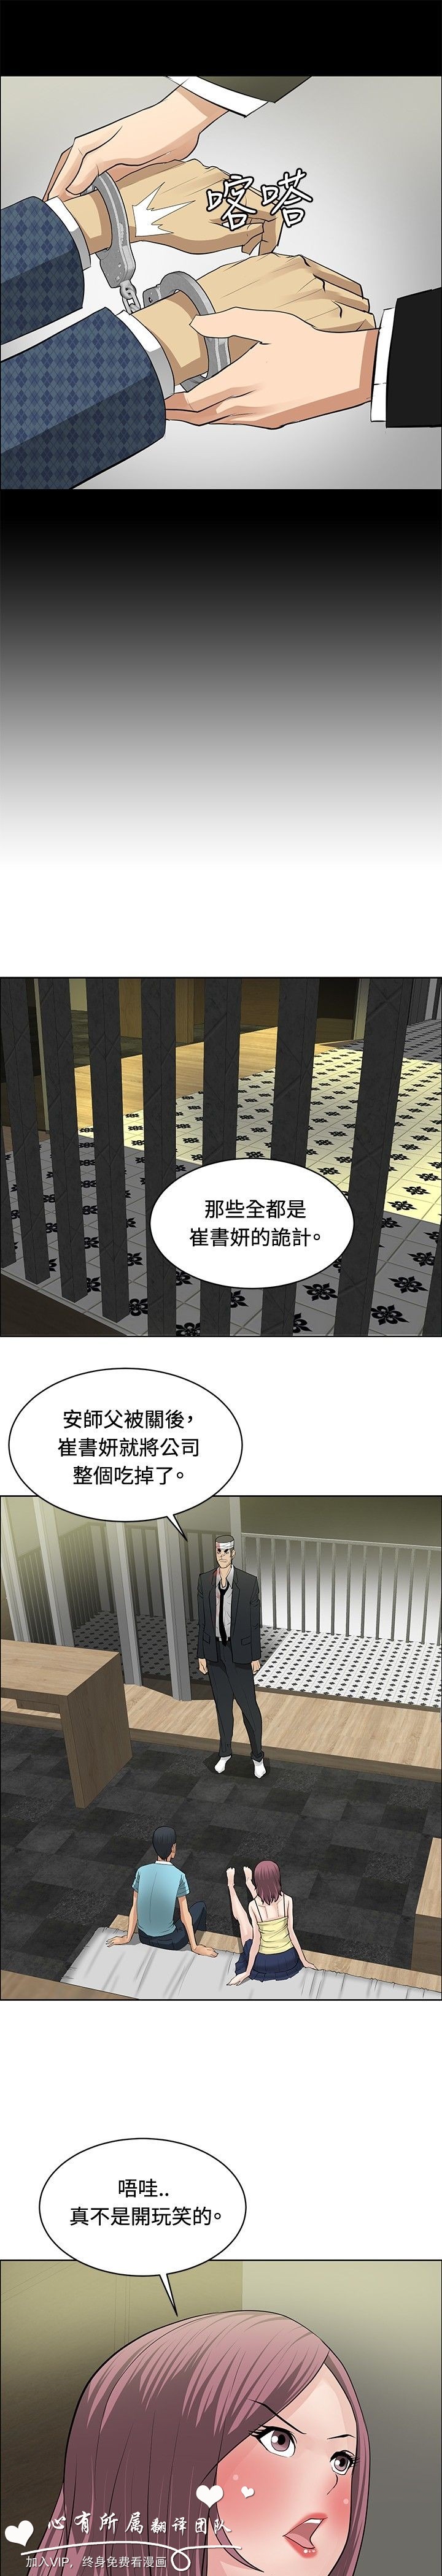 喀嗒
那些全都是
崔書妍的詭計。
安師父被關後，
崔書妍就將公司
整個吃掉了。
唔哇..
真不是開玩笑的。
心有所属翻译团队
加入VIP，终身免费看漫画